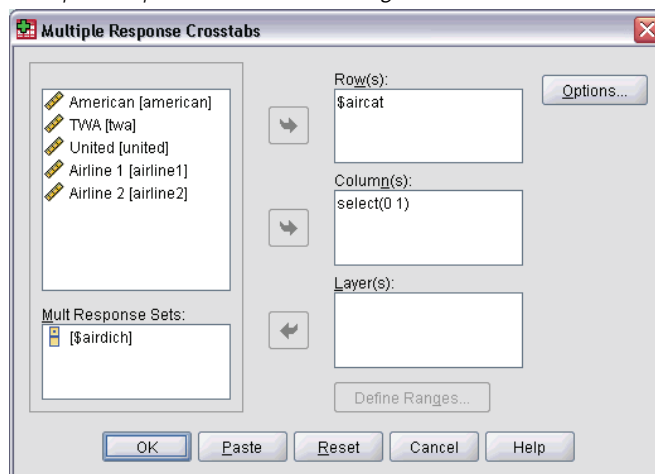 Multiple Response Crosstabs
American [american]
TWA [twa]
United [united]
Airline 1 [airline1]
Airline 2 [airline2]
Mult Response Sets:
[$airdich]
Row(s):
$aircat
Column(s):
select(0 1)
Layer(s):
Define Ranges...
Options...
OK
Paste
Reset
Cancel
Help